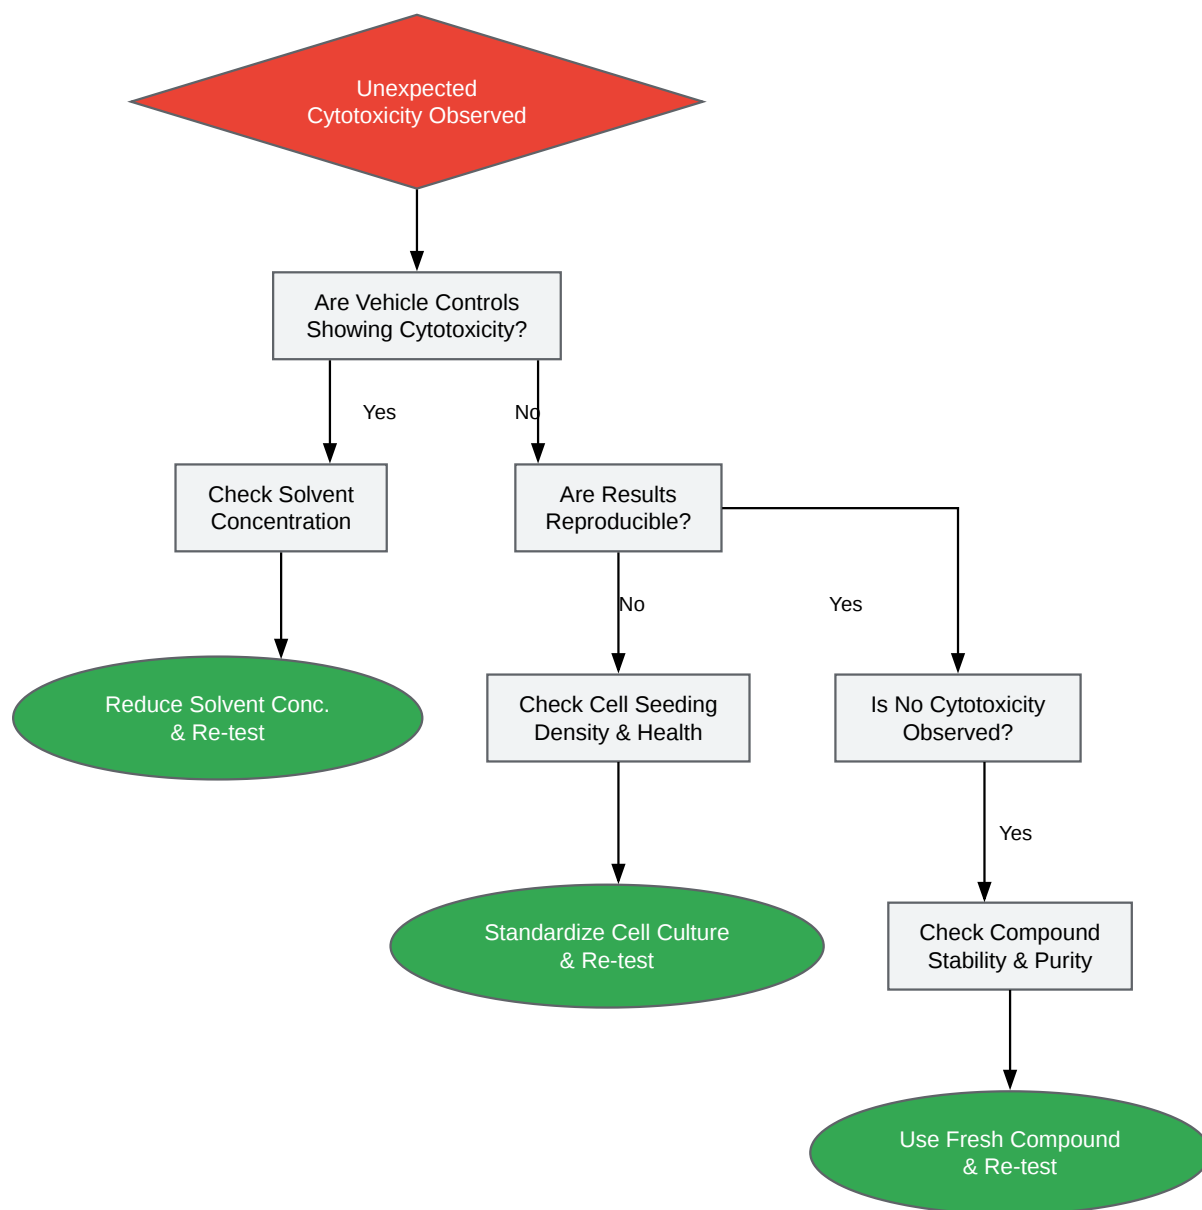 Unexpected
Cytotoxicity Observed
Are Vehicle Controls
Showing Cytotoxicity?
Yes
No
Check Solvent
Concentration
Are Results
Reproducible?
No
Yes
Reduce Solvent Conc.
& Re-test
Check Cell Seeding
Density & Health
Is No Cytotoxicity
Observed?
Yes
Standardize Cell Culture
& Re-test
Check Compound
Stability & Purity
Use Fresh Compound
& Re-test